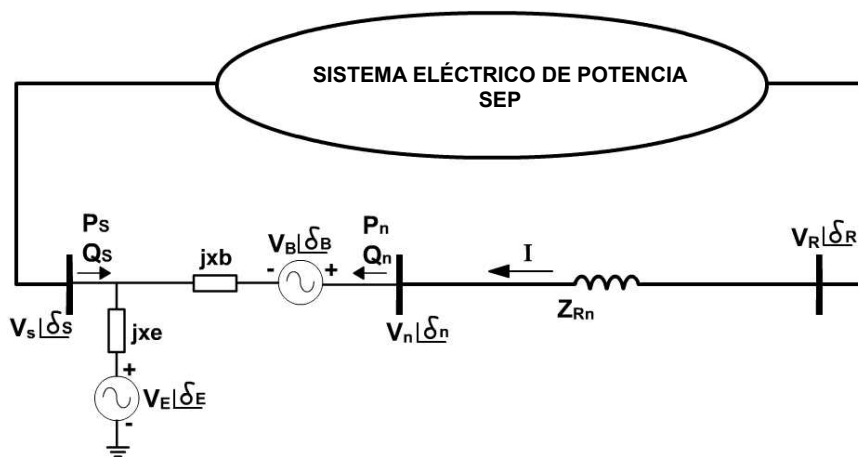 SISTEMA ELÉCTRICO DE POTENCIA
SEP
PS
QS
jxb
VB|δB
- +
Pn
Qn
I
VR|δR
ZRn
Vs|δS
jxe
Vn|δn
+
VE|δE
-